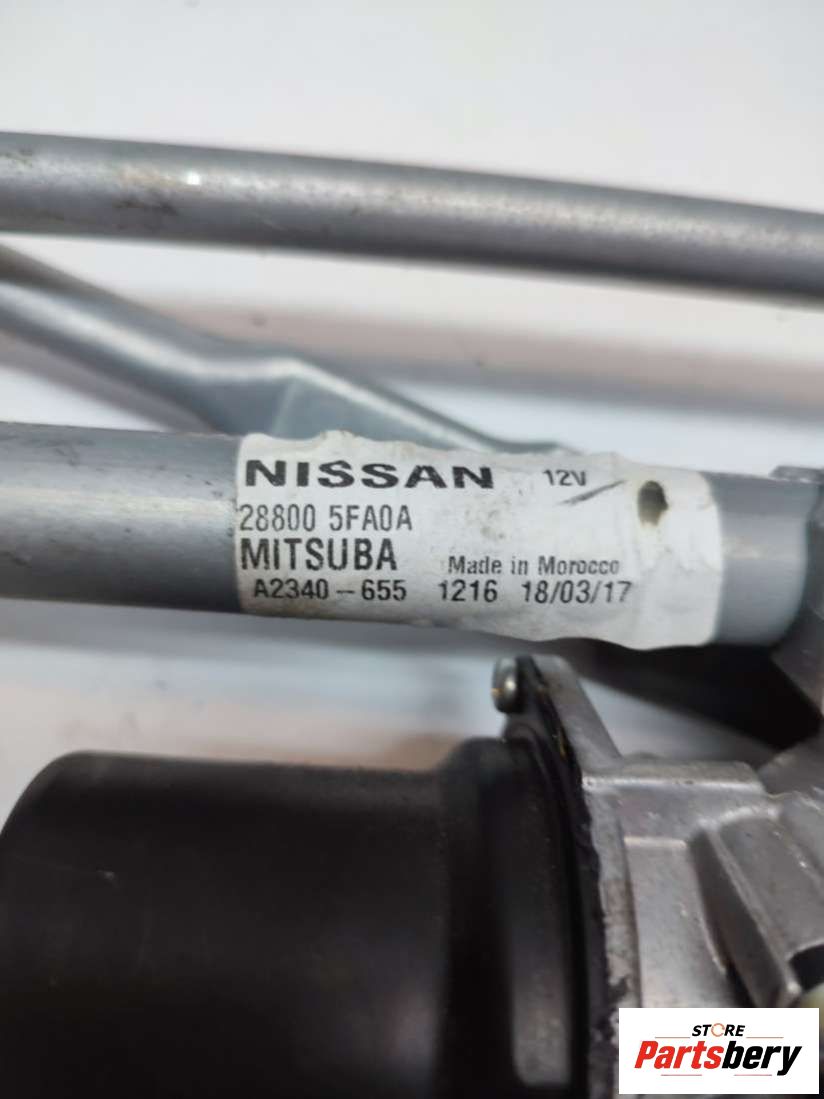 NISSAN 12V
28800 5FA0A
MITSUBA Made in Morocco
A2340-655 1216 18/03/17
STORE
Partsbery